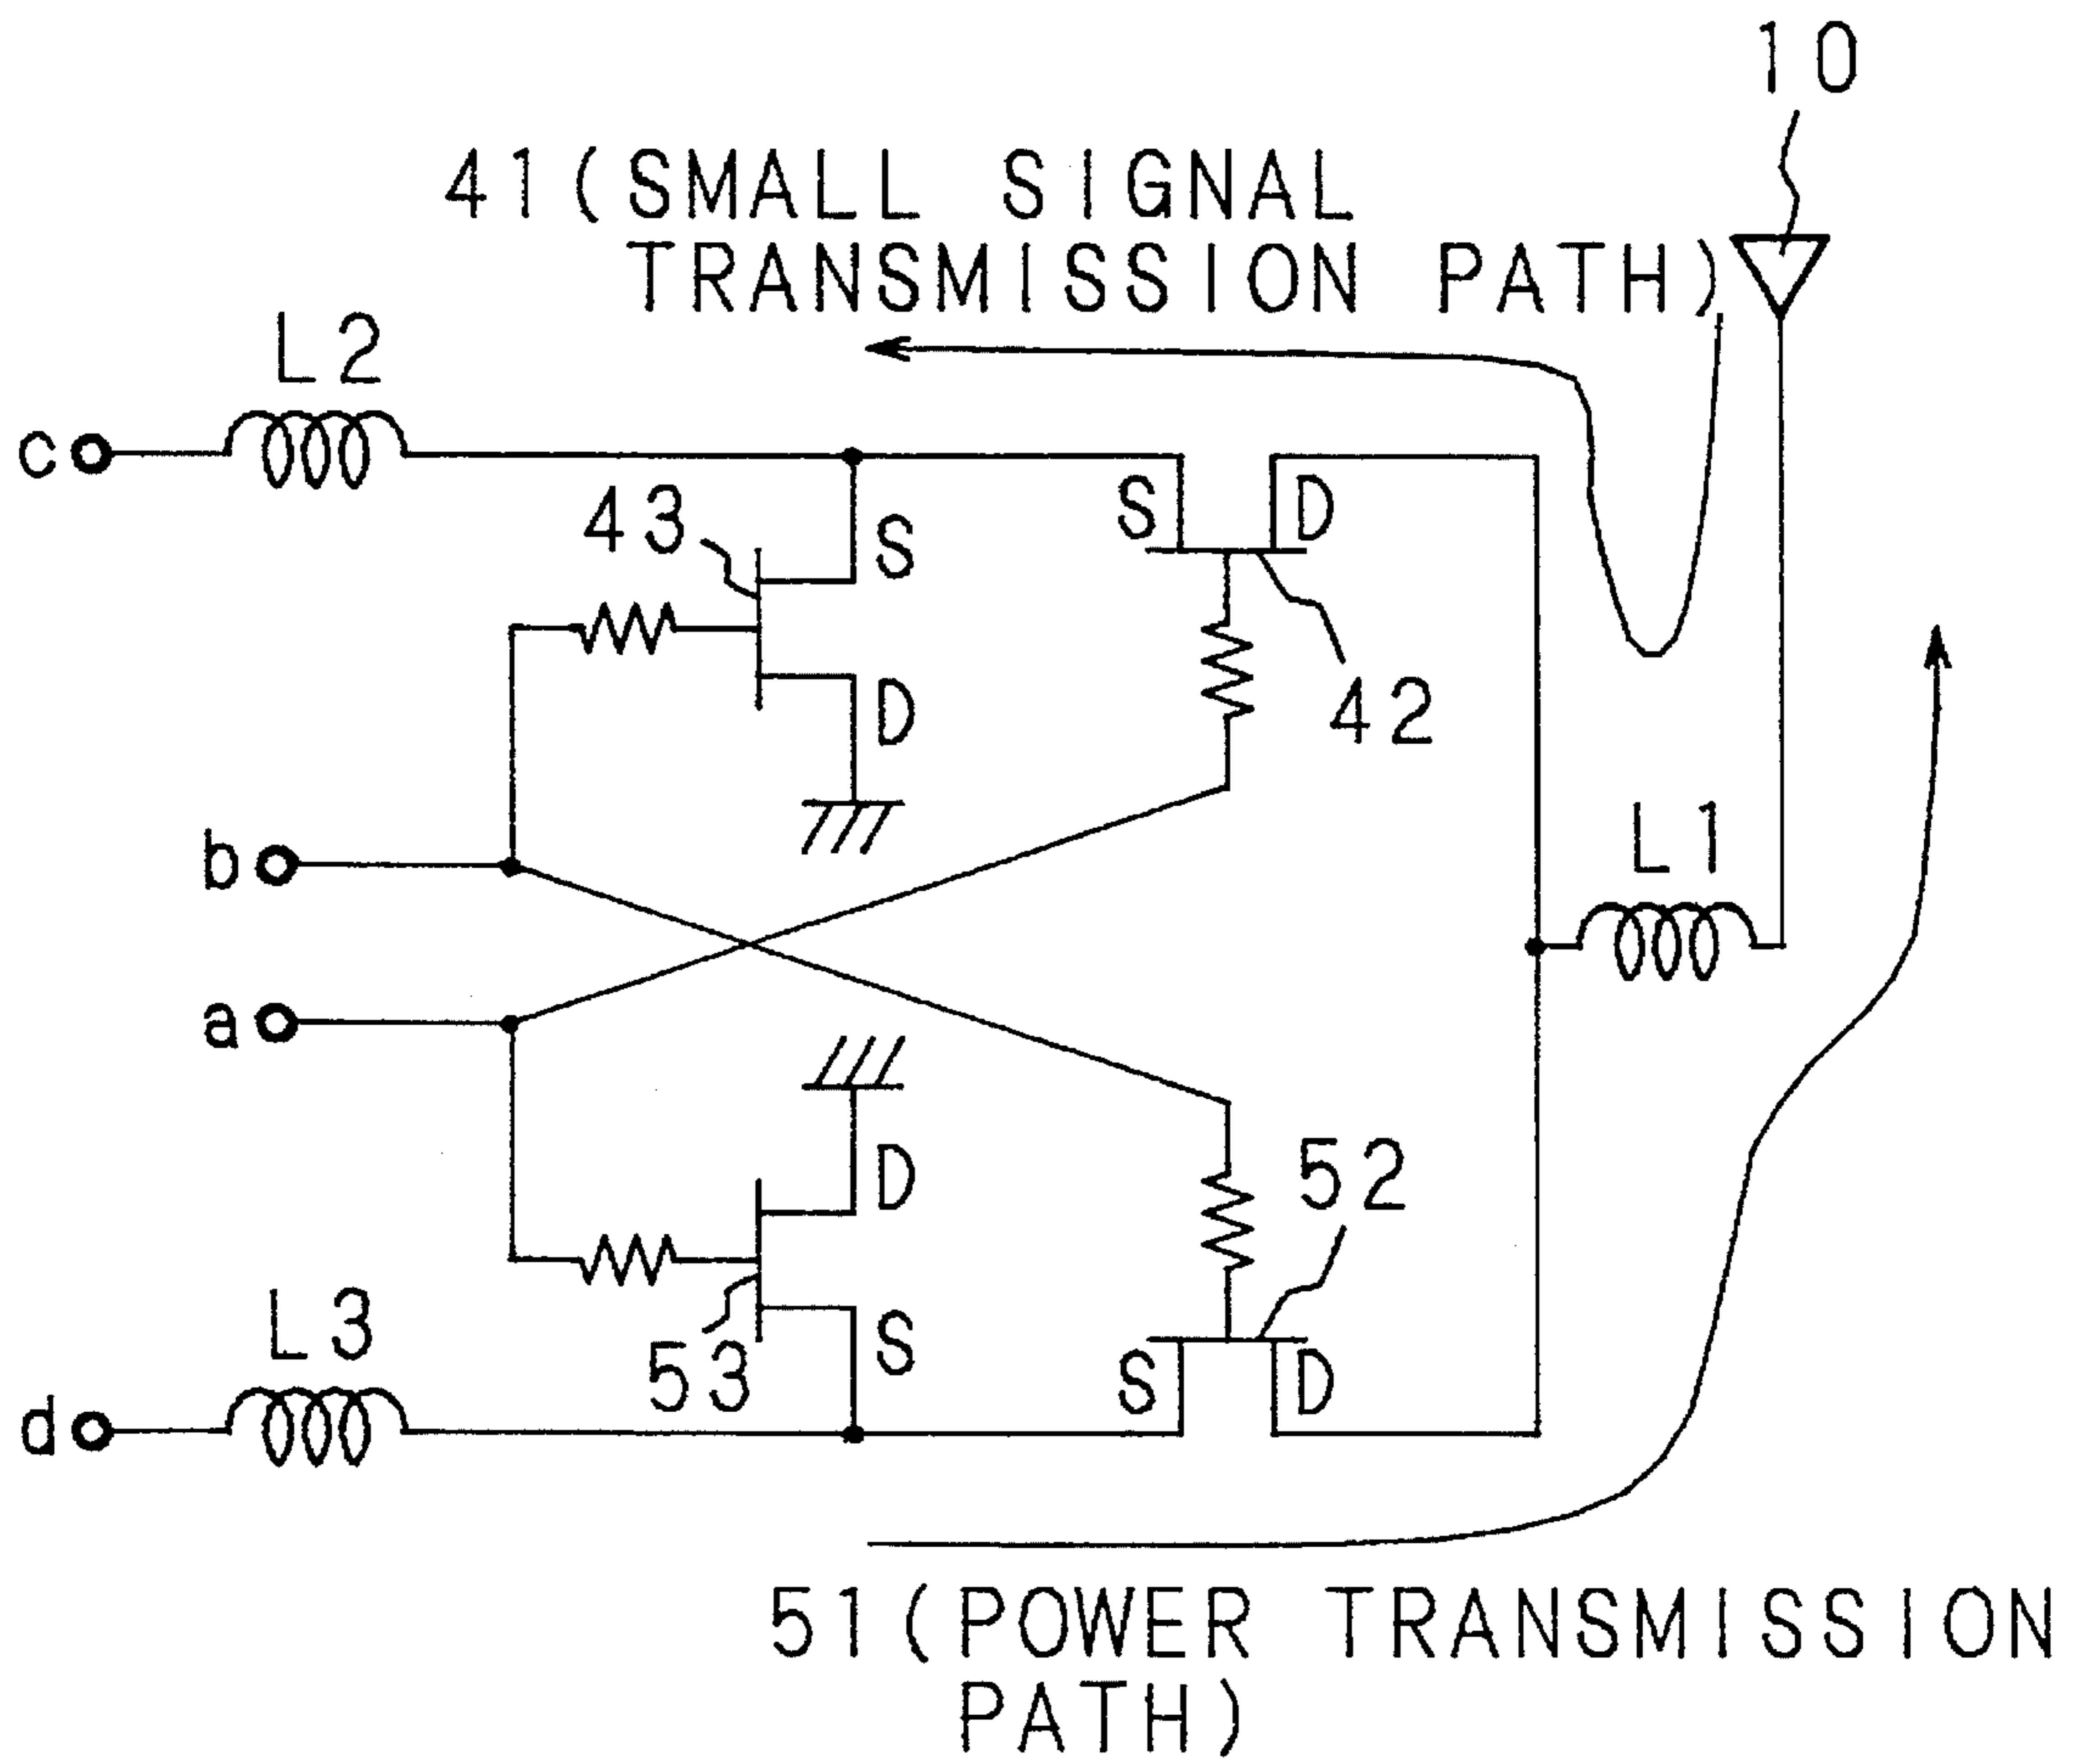 10
41(SMALL SIGNAL
TRANSMISSION PATH)
L2
c
43
S
S
D
D
42
b
L1
a
D
52
L3
53
S
S
D
d
51(POWER TRANSMISSION
PATH)